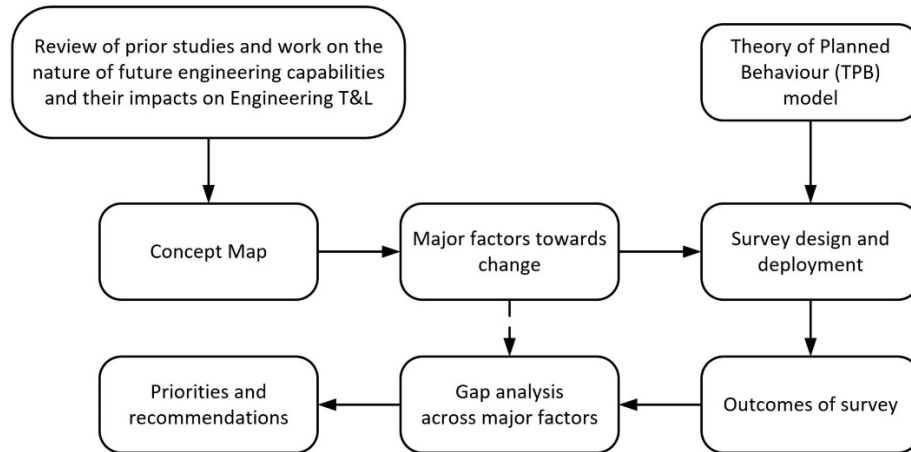 Review of prior studies and work on the
nature of future engineering capabilities
and their impacts on Engineering T&L
Theory of Planned
Behaviour (TPB)
model
Concept Map
Major factors towards
change
Survey design and
deployment
Priorities and
recommendations
Gap analysis
across major factors
Outcomes of survey